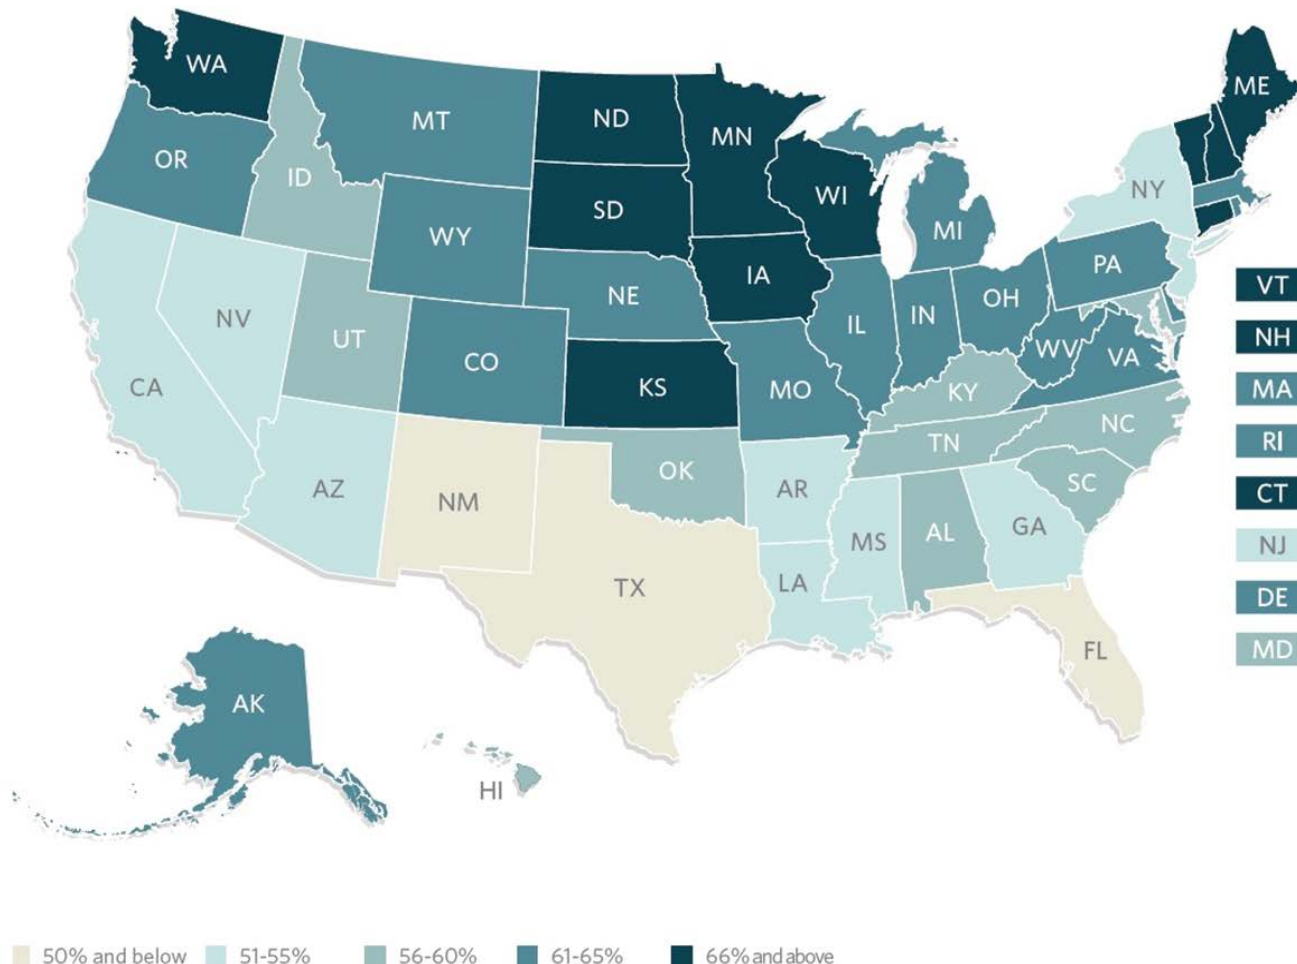 WA
ME
MT
ND
MN
OR
ID
NY
WI
SD
MI
WY
PA
IA
VT
NE
OH
IL
IN
NV
NH
UT
WV
VA
CO
KS
MO
MA
CA
KY
NC
RI
TN
OK
SC
CT
AZ
AR
NM
GA
AL
MS
NJ
LA
TX
DE
FL
MD
AK
HI
50% and below 51-55% 56-60% 61-65% 66% and above